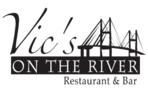 Vic's
ON THE RIVER
Restaurant & Bar